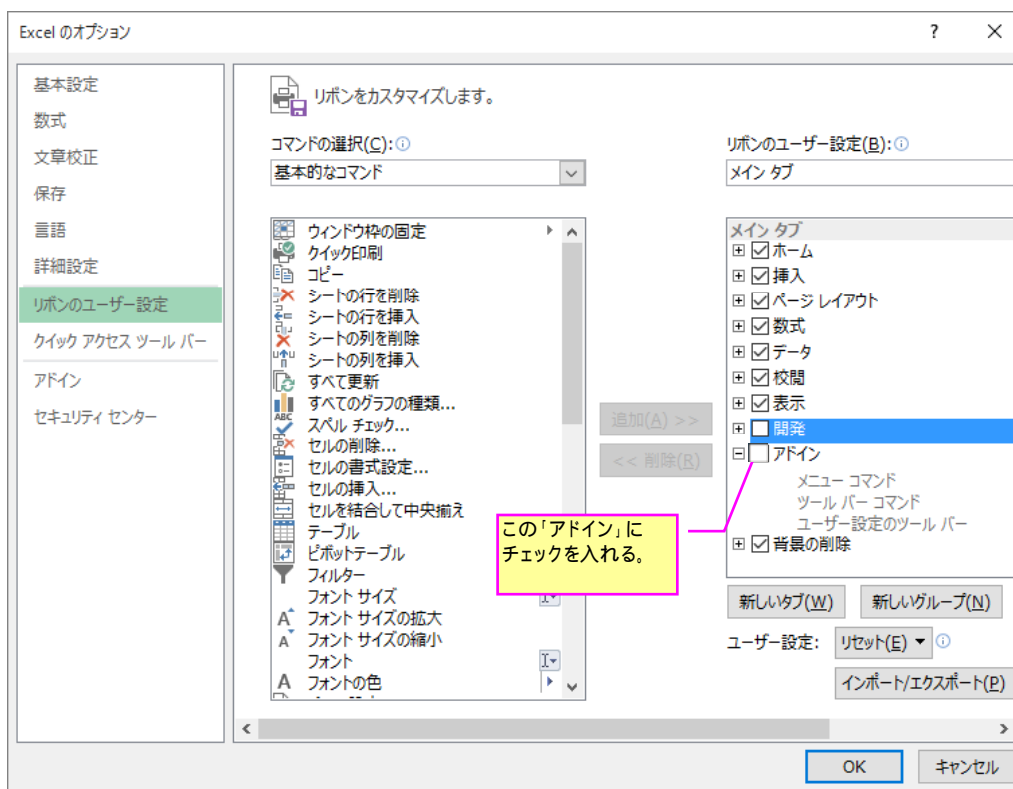 Excel のオプション
?
基本設定
数式
文章校正
保存
言語
詳細設定
リボンのユーザー設定
クイック アクセス ツール バー
アドイン
セキュリティ センター
リボンをカスタマイズします。
コマンドの選択(C):
基本的なコマンド
ウィンドウ枠の固定
クイック印刷
コピー
シートの行を削除
シートの行を挿入
シートの列を削除
シートの列を挿入
すべて更新
すべてのグラフの種類...
スペル チェック...
セルの削除...
セルの書式設定...
セルの挿入...
セルを結合して中央揃え
テーブル
ピボットテーブル
フィルター
フォント サイズ
フォント サイズの拡大
フォント サイズの縮小
フォント
フォントの色
追加(A) >>
<< 削除(R)
リボンのユーザー設定(B):
メイン タブ
メイン タブ
ホーム
挿入
ページ レイアウト
数式
データ
校閲
表示
開発
アドイン
メニュー コマンド
ツール バー コマンド
ユーザー設定のツール バー
背景の削除
この「アドイン」に
チェックを入れる。
新しいタブ(W)
新しいグループ(N)
ユーザー設定:
リセット(E)
インポート/エクスポート(P)
OK
キャンセル